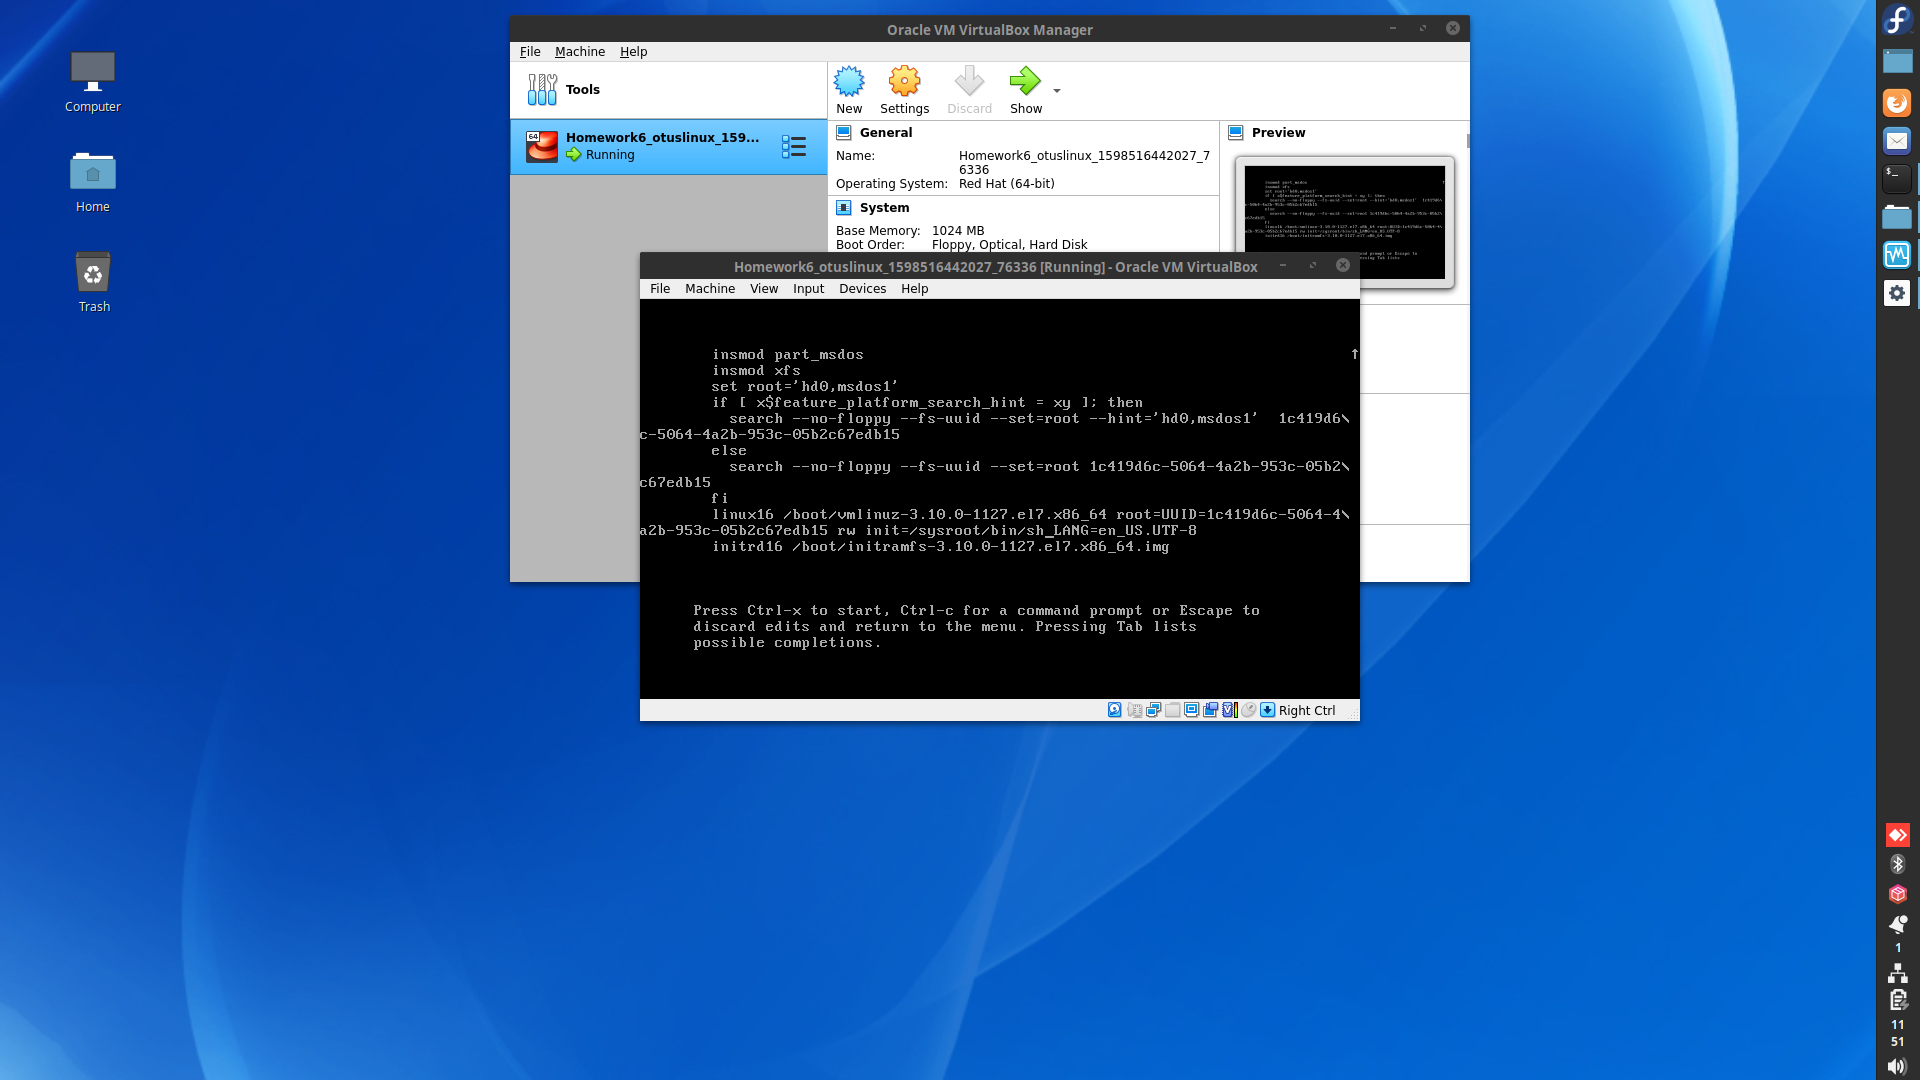 Computer
Home
Trash
Oracle VM VirtualBox Manager
File Machine Help
Tools
New Settings Discard Show
64
Homework6_otuslinux_159...
Running
General
Name: Homework6_otuslinux_1598516442027_7
6336
Operating System: Red Hat (64-bit)
System
Base Memory: 1024 MB
Boot Order: Floppy, Optical, Hard Disk
Preview
Homework6_otuslinux_1598516442027_76336 [Running] - Oracle VM VirtualBox
File Machine View Input Devices Help
insmod part_msdos
insmod xfs
set root='hd0,msdos1'
if [ x$feature_platform_search_hint = xy ]; then
search --no-floppy --fs-uuid --set=root --hint='hd0,msdos1'  1c419d6\
c-5064-4a2b-953c-05b2c67edb15
else
search --no-floppy --fs-uuid --set=root 1c419d6c-5064-4a2b-953c-05b2\
c67edb15
fi
linux16 /boot/vmlinuz-3.10.0-1127.el7.x86_64 root=UUID=1c419d6c-5064-4\
a2b-953c-05b2c67edb15 rw init=/sysroot/bin/sh_LANG=en_US.UTF-8
initrd16 /boot/initramfs-3.10.0-1127.el7.x86_64.img
Press Ctrl-x to start, Ctrl-c for a command prompt or Escape to
discard edits and return to the menu. Pressing Tab lists
possible completions.
Right Ctrl
1
11
51